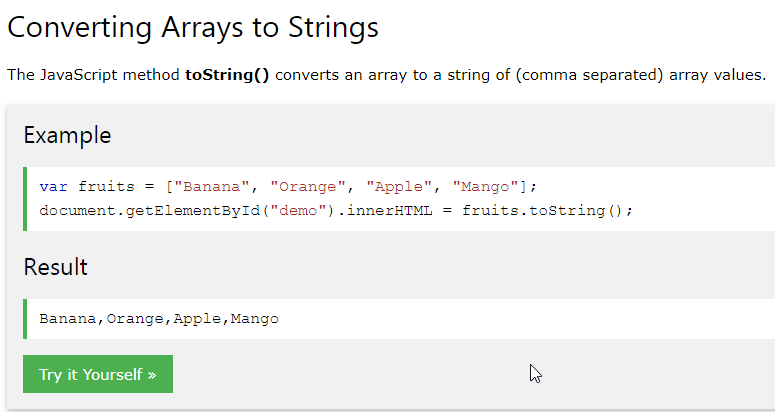 Converting Arrays to Strings
The JavaScript method toString() converts an array to a string of (comma separated) array values.
Example
var fruits = ["Banana", "Orange", "Apple", "Mango"];
document.getElementById("demo").innerHTML = fruits.toString();
Result
Banana,Orange,Apple,Mango
Try it Yourself »